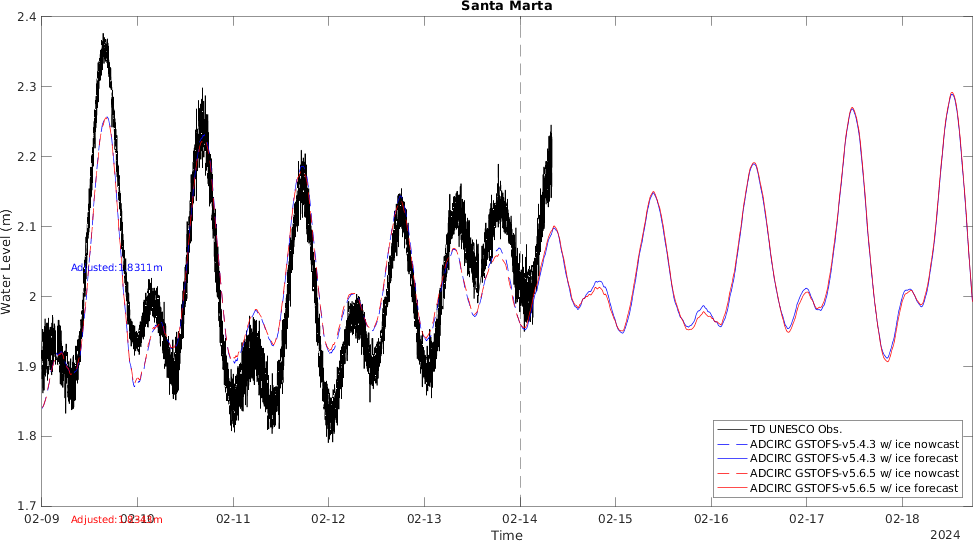 Santa Marta
2.4
2.3
2.2
2.1
2
1.9
1.8
1.7
Water Level (m)
Adjusted:1.8311m
TD UNESCO Obs.
ADCIRC GSTOFS-v5.4.3 w/ ice nowcast
ADCIRC GSTOFS-v5.4.3 w/ ice forecast
ADCIRC GSTOFS-v5.6.5 w/ ice nowcast
ADCIRC GSTOFS-v5.6.5 w/ ice forecast
02-09 02-10 02-11 02-12 02-13 02-14 02-15 02-16 02-17 02-18
Adjusted:
Time
2024